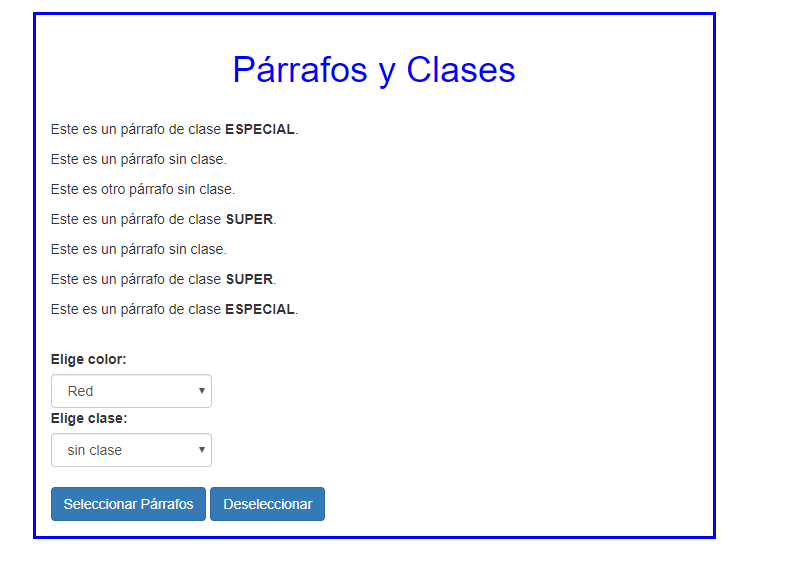 Párrafos y Clases
Este es un párrafo de clase ESPECIAL.
Este es un párrafo sin clase.
Este es otro párrafo sin clase.
Este es un párrafo de clase SUPER.
Este es un párrafo sin clase.
Este es un párrafo de clase SUPER.
Este es un párrafo de clase ESPECIAL.
Elige color:
Red
Elige clase:
sin clase
Seleccionar Párrafos Deseleccionar